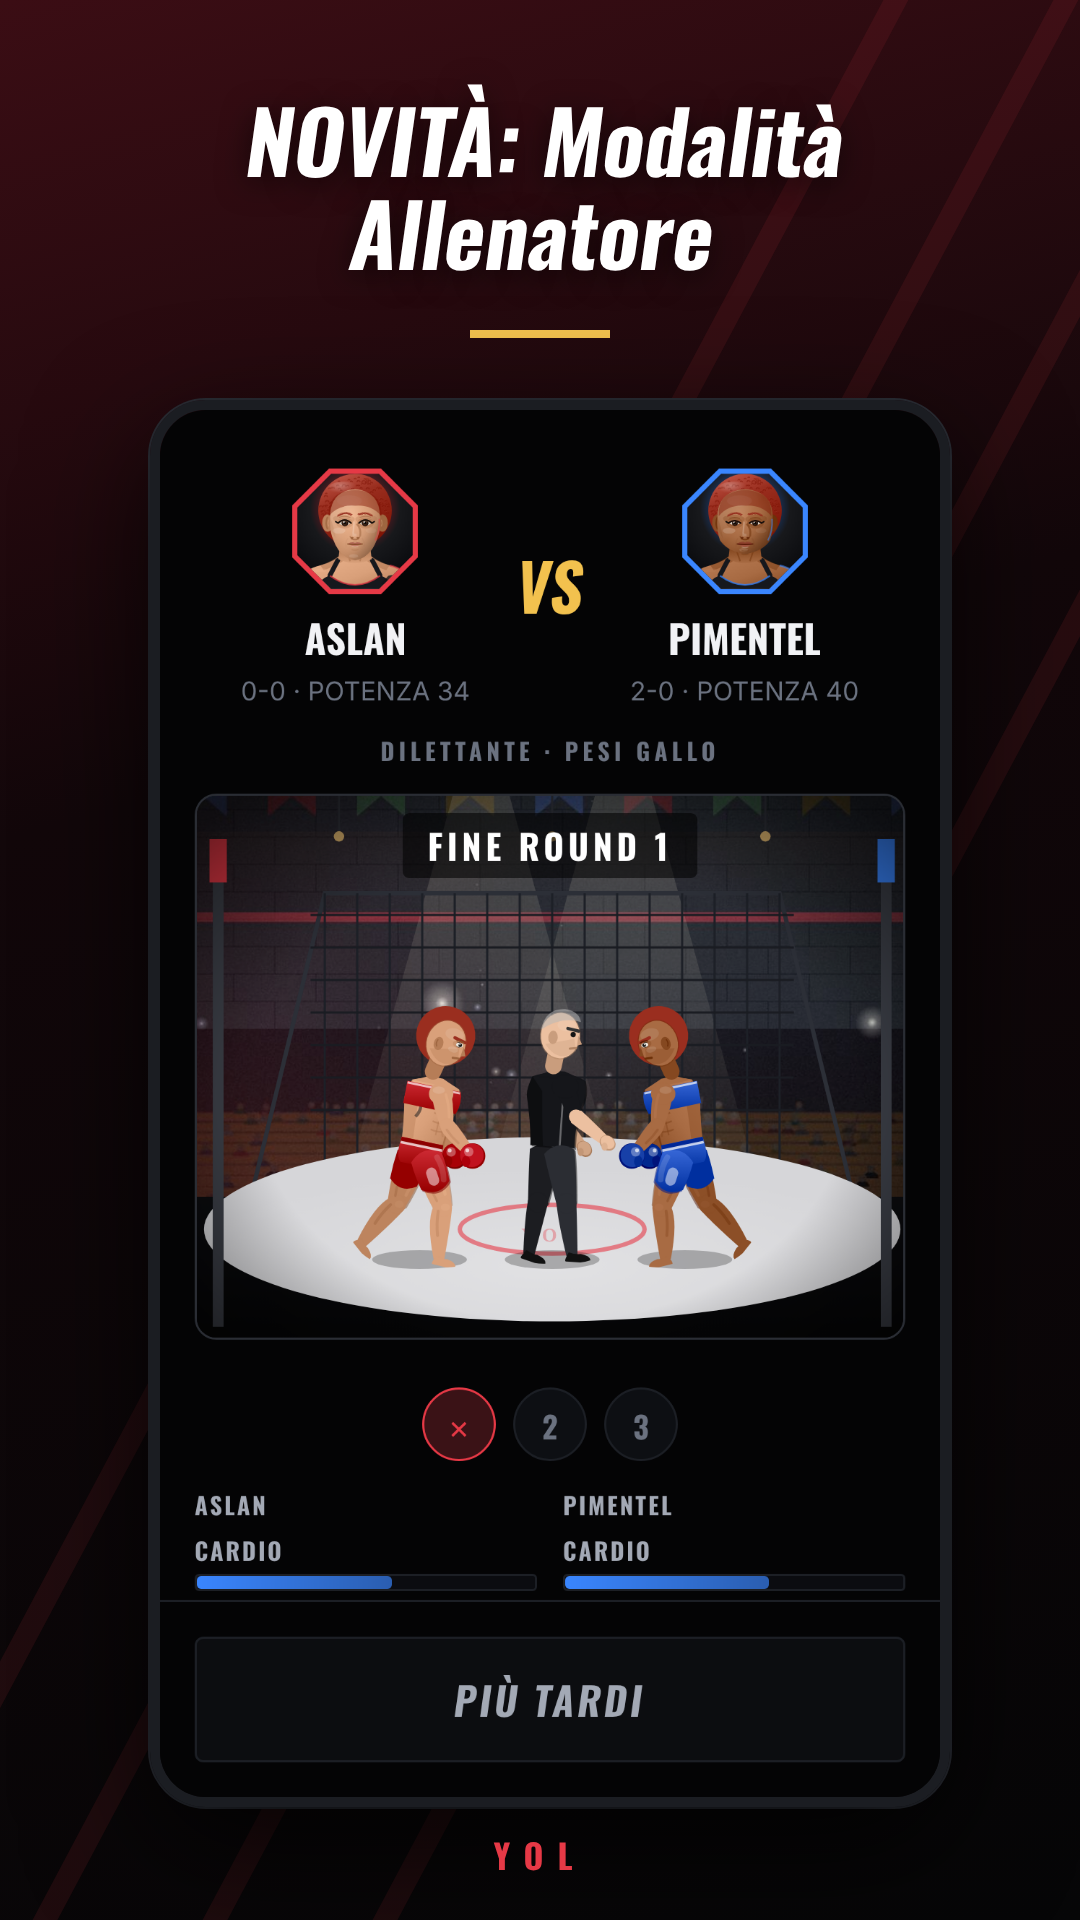 NOVITÀ: Modalità
Allenatore
VS
ASLAN
PIMENTEL
0-0 · POTENZA 34
2-0 · POTENZA 40
DILETTANTE · PESI GALLO
FINE ROUND 1
× 2 3
ASLAN
PIMENTEL
CARDIO
CARDIO
PIÙ TARDI
YOL